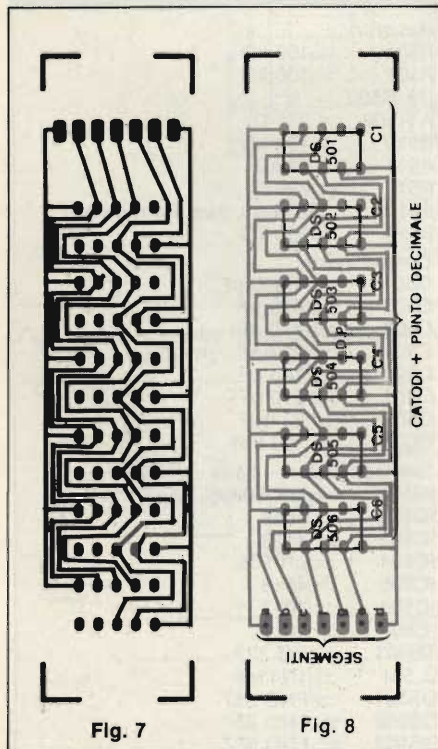 DS
501
C1
DS
502
C2
DS
503
C3
DS
504
D.P.
C4
DS
505
C5
DS
506
C6
CATODI + PUNTO DECIMALE
SEGMENTI
Fig. 7
Fig. 8